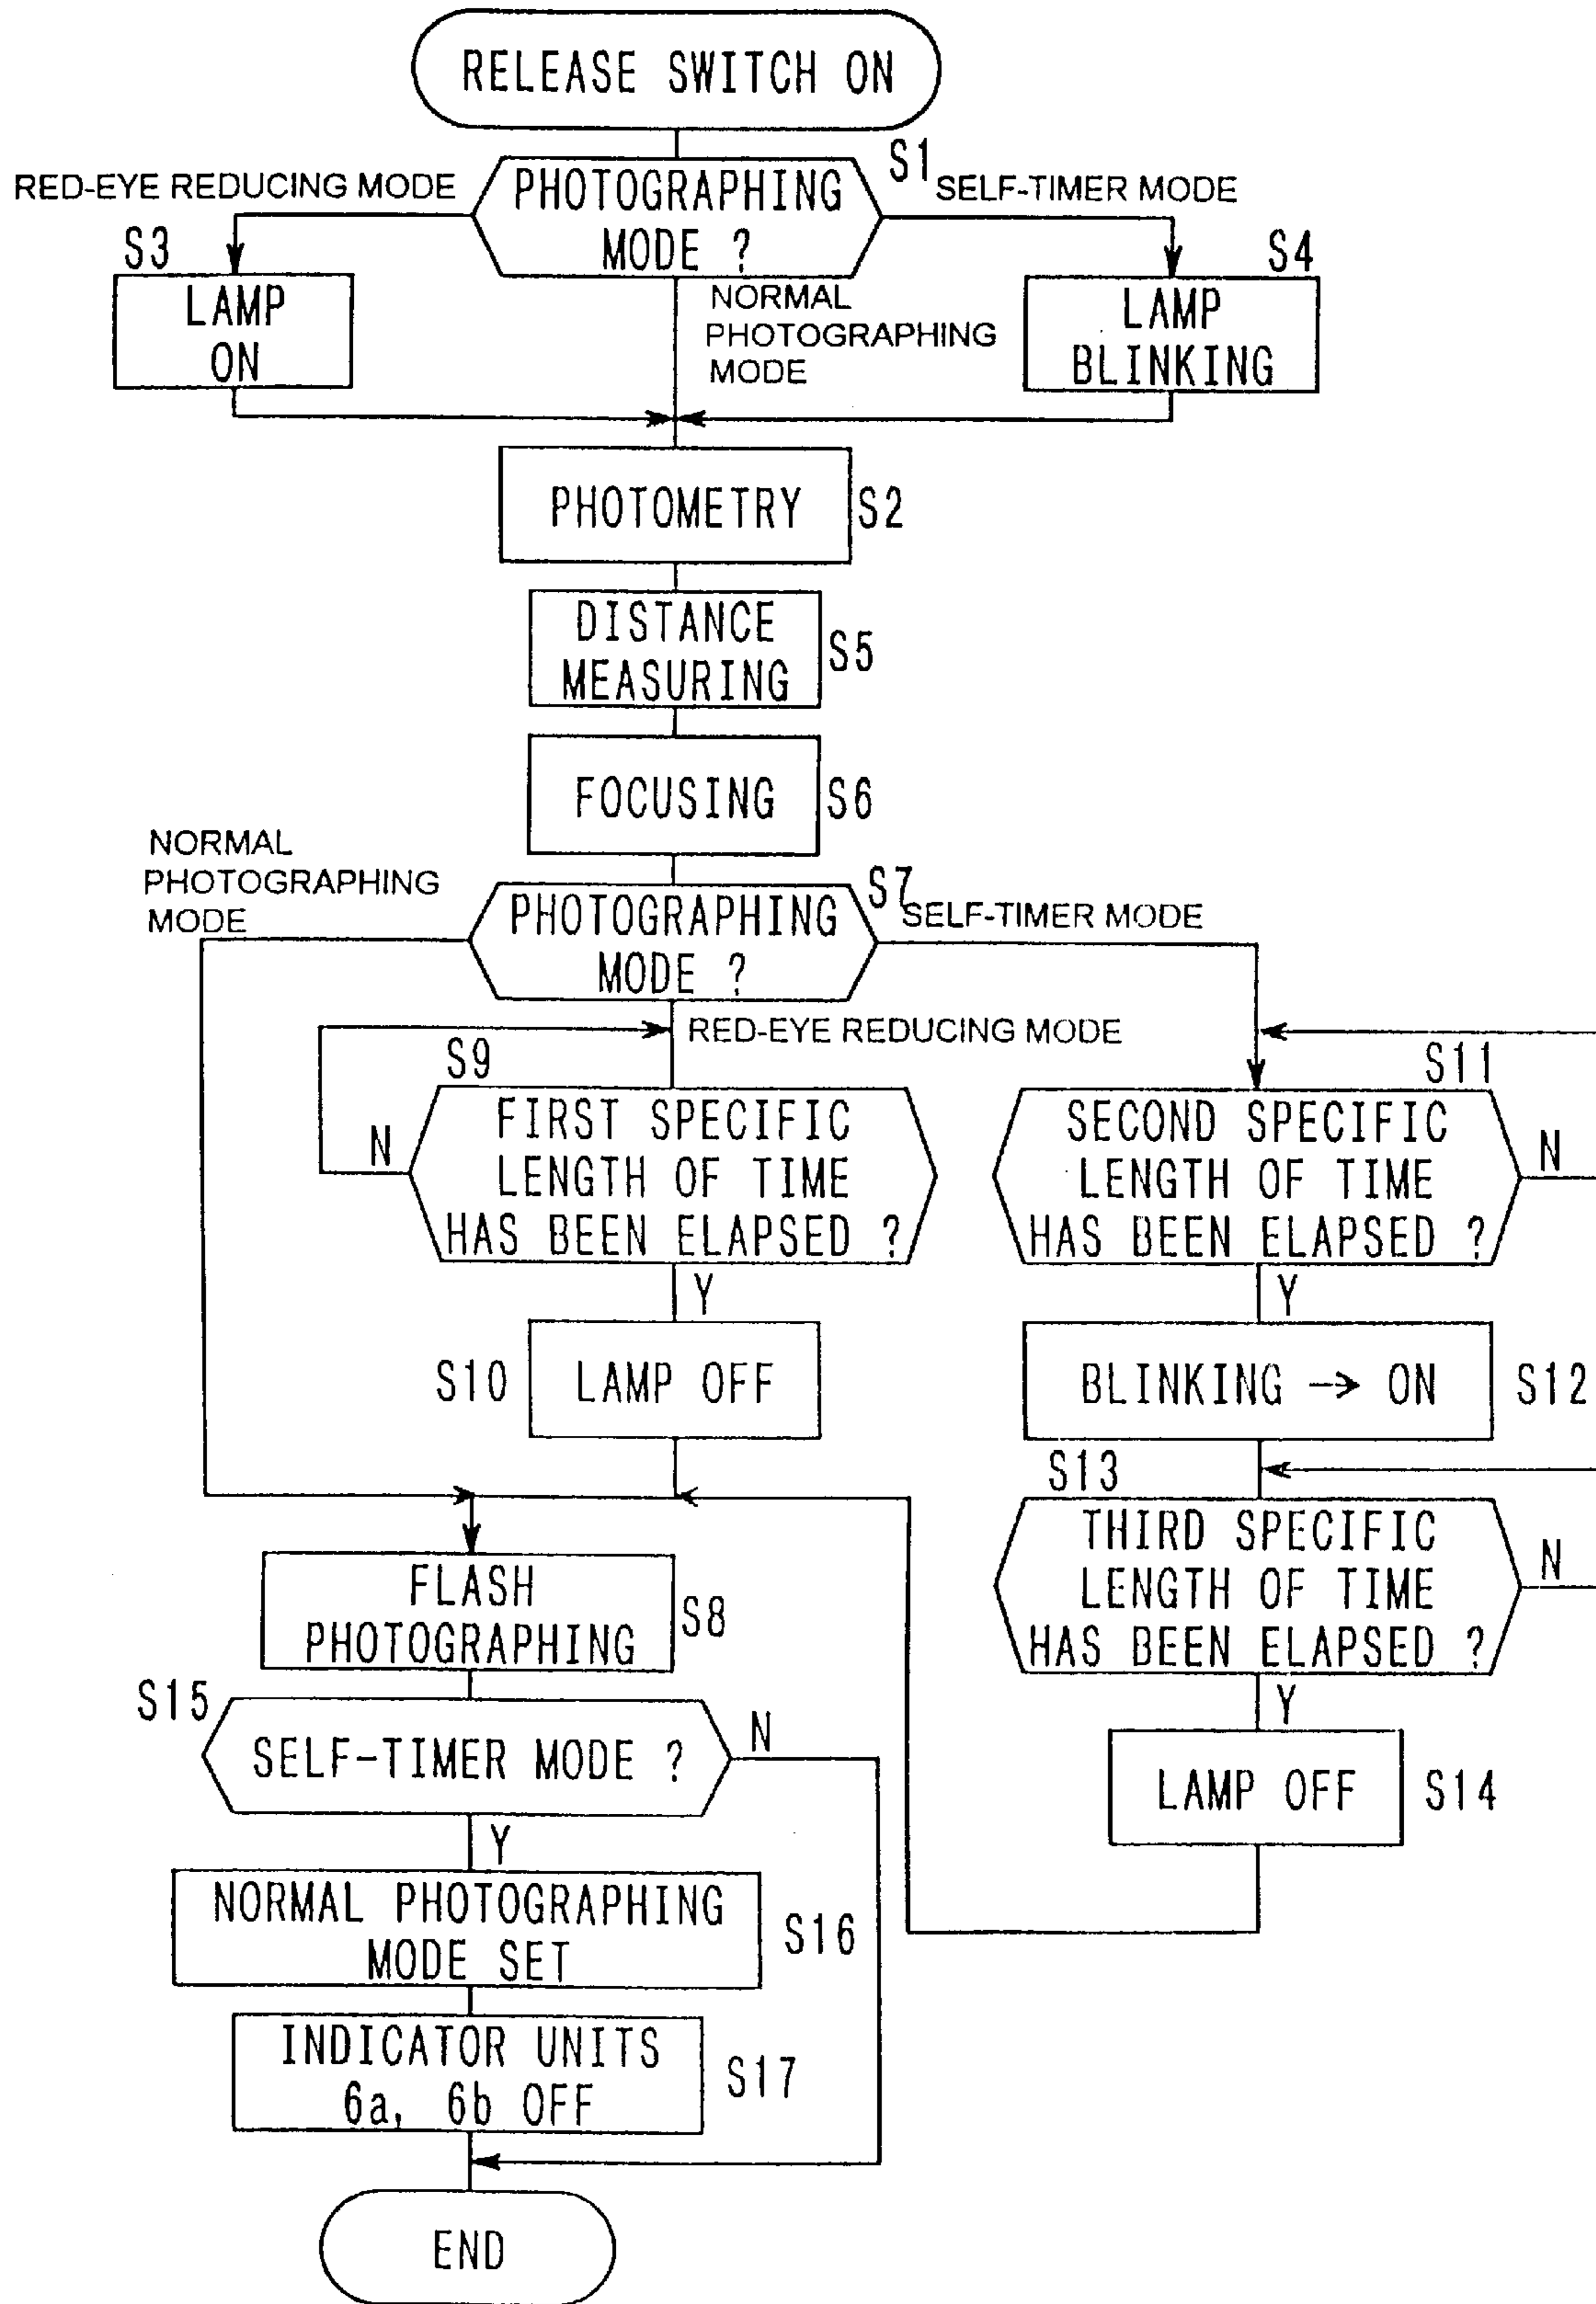 RELEASE SWITCH ON
S1
RED-EYE REDUCING MODE
PHOTOGRAPHING
MODE ?
SELF-TIMER MODE
S3
LAMP
ON
NORMAL
PHOTOGRAPHING
MODE
S4
LAMP
BLINKING
PHOTOMETRY
S2
DISTANCE
MEASURING
S5
FOCUSING
S6
NORMAL
PHOTOGRAPHING
MODE
PHOTOGRAPHING
MODE ?
S7
SELF-TIMER MODE
RED-EYE REDUCING MODE
S9
FIRST SPECIFIC
LENGTH OF TIME
HAS BEEN ELAPSED ?
N
Y
S11
SECOND SPECIFIC
LENGTH OF TIME
HAS BEEN ELAPSED ?
N
Y
S10
LAMP OFF
BLINKING → ON
S12
S13
THIRD SPECIFIC
LENGTH OF TIME
HAS BEEN ELAPSED ?
N
Y
LAMP OFF
S14
FLASH
PHOTOGRAPHING
S8
S15
SELF-TIMER MODE ?
N
Y
NORMAL PHOTOGRAPHING
MODE SET
S16
INDICATOR UNITS
6a, 6b OFF
S17
END